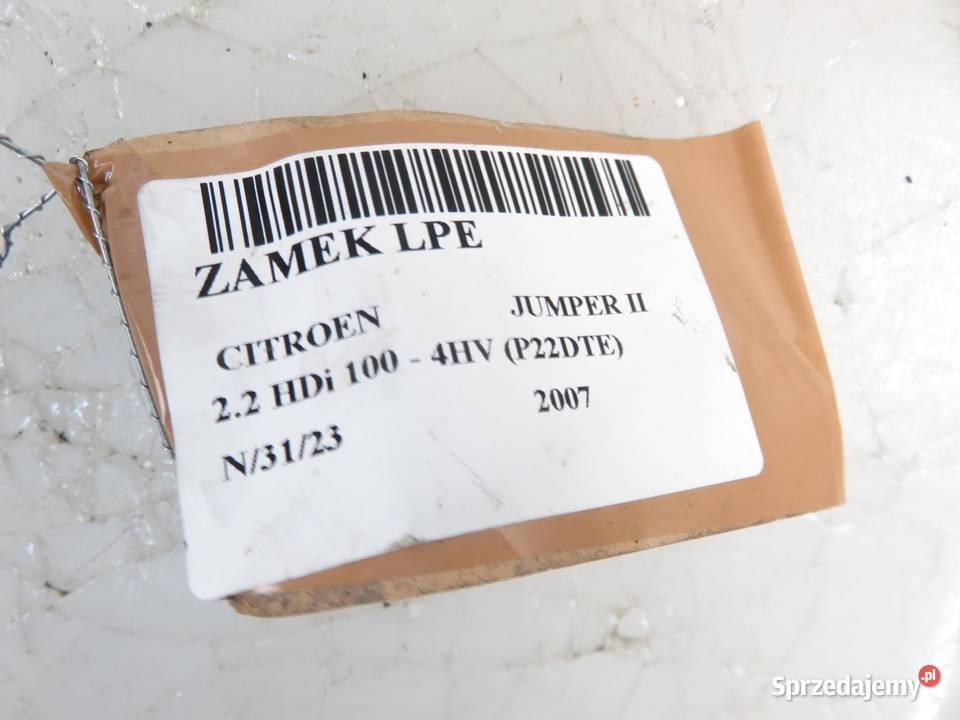 ZAMEK LPE
CITROEN JUMPER II
2.2 HDi 100 - 4HV (P22DTE)
N/31/23 2007
Sprzedajemy.pl